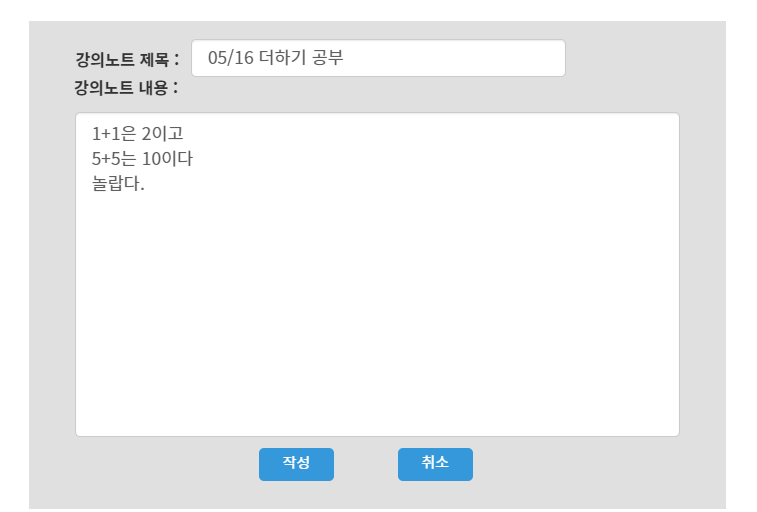 강의노트 제목 : 05/16 더하기 공부
강의노트 내용 :
1+1은 2이고
5+5는 10이다
놀랍다.
작성 취소